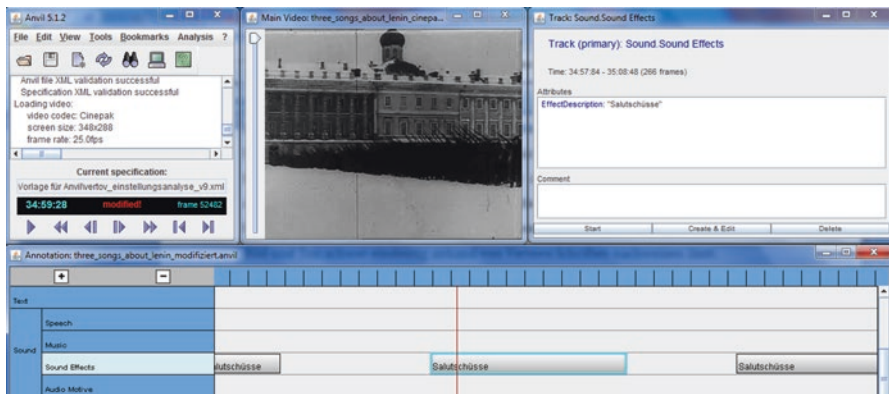 Anvil 5.1.2
File Edit View Tools Bookmarks Analysis ?
Anvil file XML validation successful
Specification XML validation successful
Loading video:
video codec: Cinepak
screen size: 348x288
frame rate: 25.0fps
Current specification:
Vorlage für Anvil\vertov_einstellungsanalyse_v9.xml
34:59:28 modified! frame 52482
Main Video: three_songs_about_lenin_cinepa...
Track: Sound.Sound Effects
Track (primary): Sound.Sound Effects
Time: 34:57:84 - 35:08:48 (266 frames)
Attributes
EffectDescription: "Salutschüsse"
Comment
Start Create & Edit Delete
Annotation: three_songs_about_lenin_modifiziert.anvil
Text
Sound
Speech
Music
Sound Effects
lutschüsse Salutschüsse Salutschüsse
Audio Motive